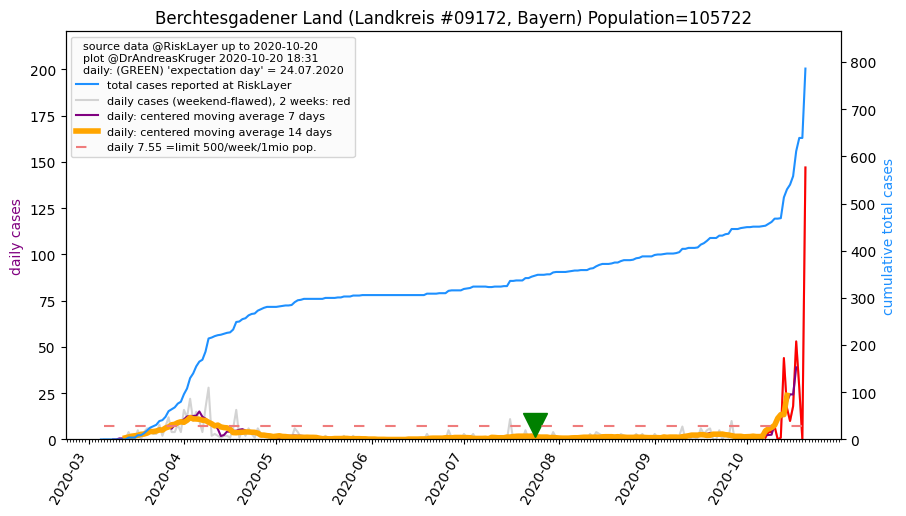 Berchtesgadener Land (Landkreis #09172, Bayern) Population=105722
source data @RiskLayer up to 2020-10-20
plot @DrAndreasKruger 2020-10-20 18:31
daily: (GREEN) 'expectation day' = 24.07.2020
total cases reported at RiskLayer
daily cases (weekend-flawed), 2 weeks: red
daily: centered moving average 7 days
daily: centered moving average 14 days
daily 7.55 =limit 500/week/1mio pop.
daily cases
200
175
150
125
100
75
50
25
0
cumulative total cases
800
700
600
500
400
300
200
100
0
2020-03
2020-04
2020-05
2020-06
2020-07
2020-08
2020-09
2020-10